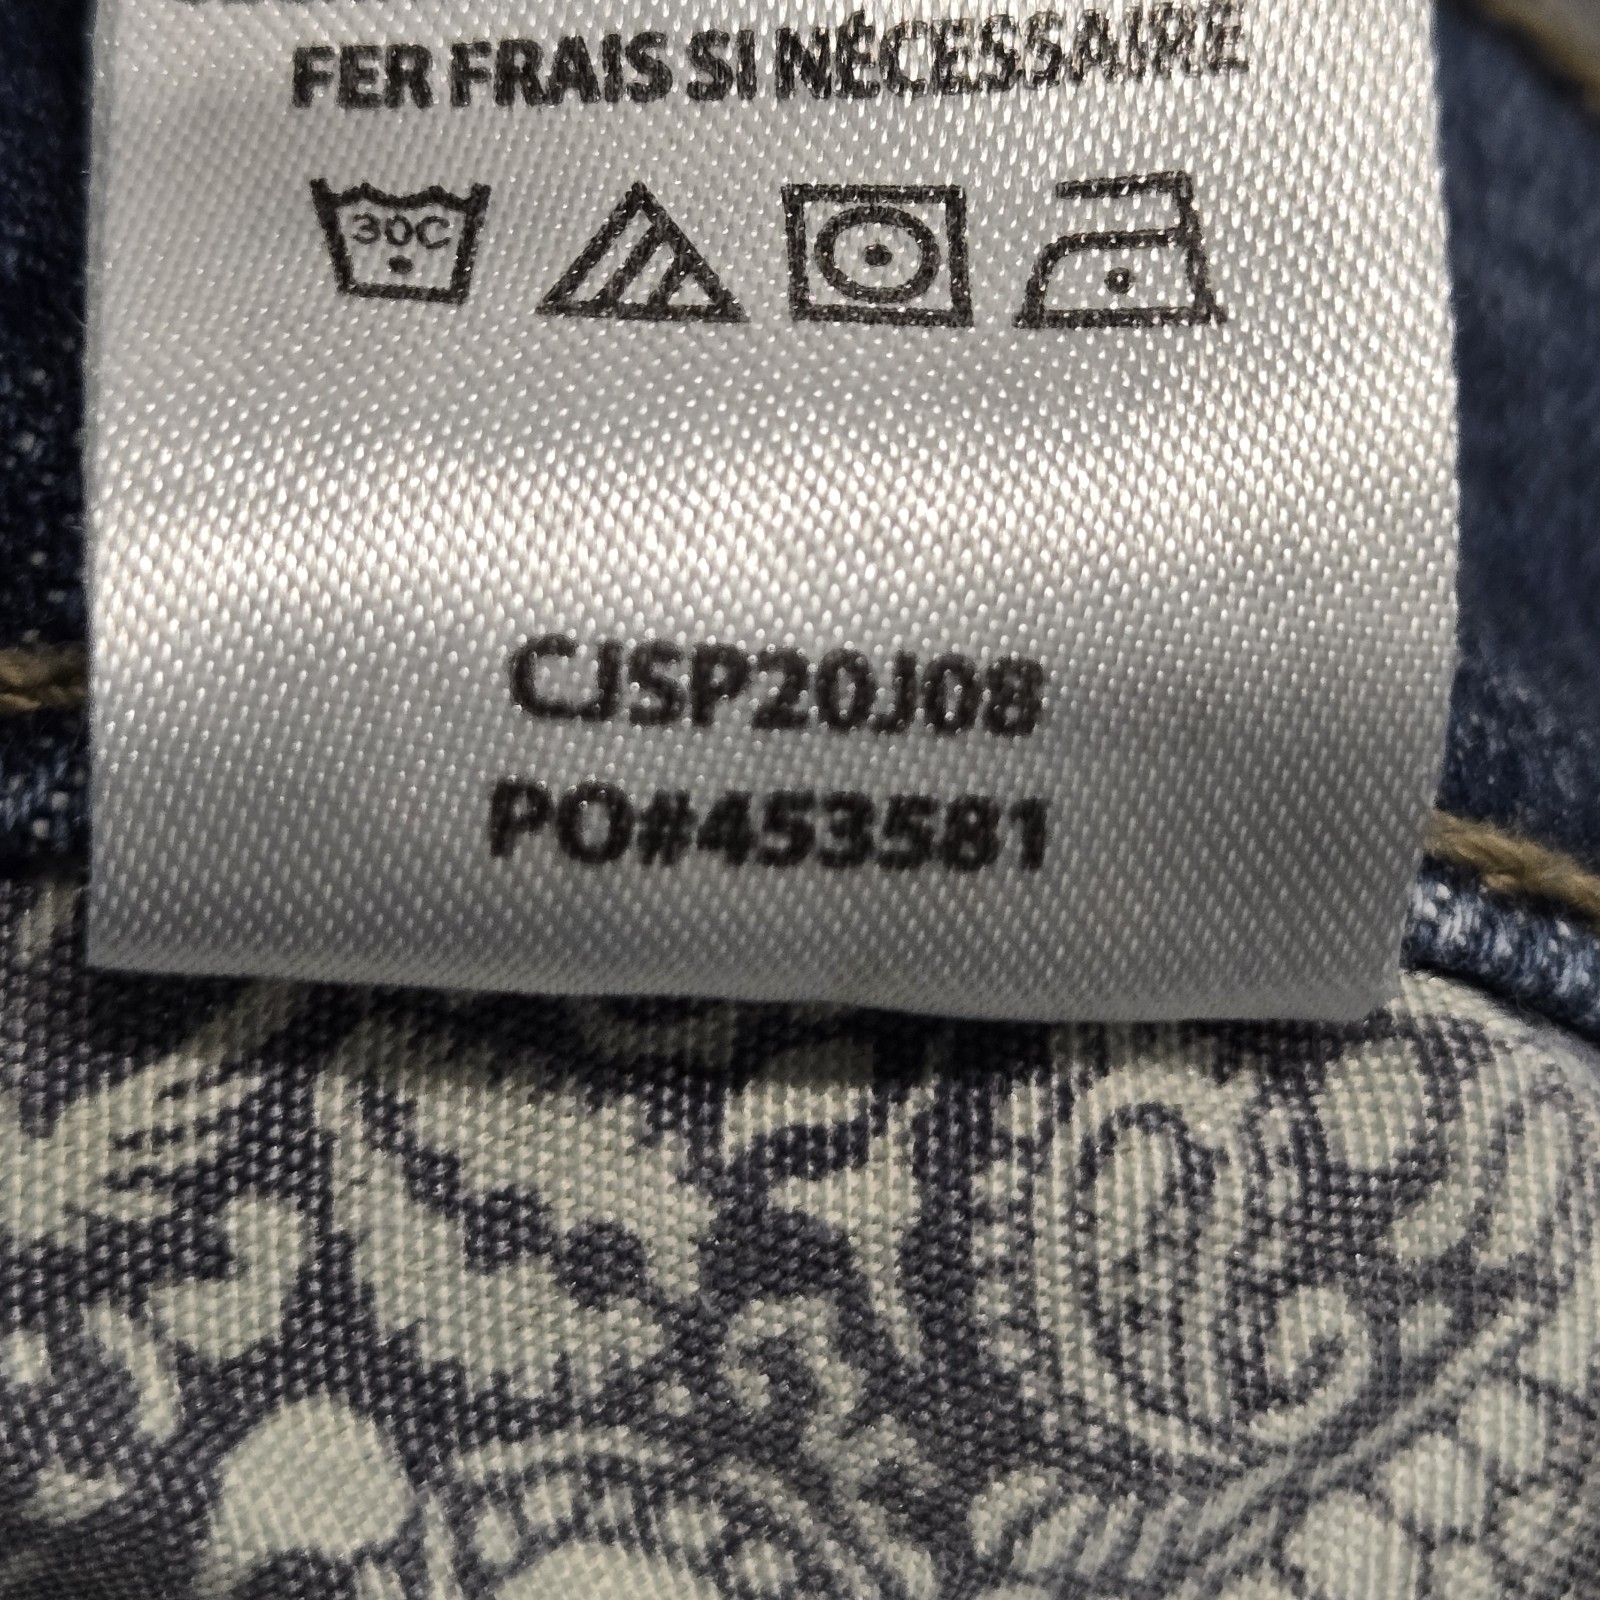 FER FRAIS SI NÉCESSAIRE
30C
CJSP20J08
PO#453581